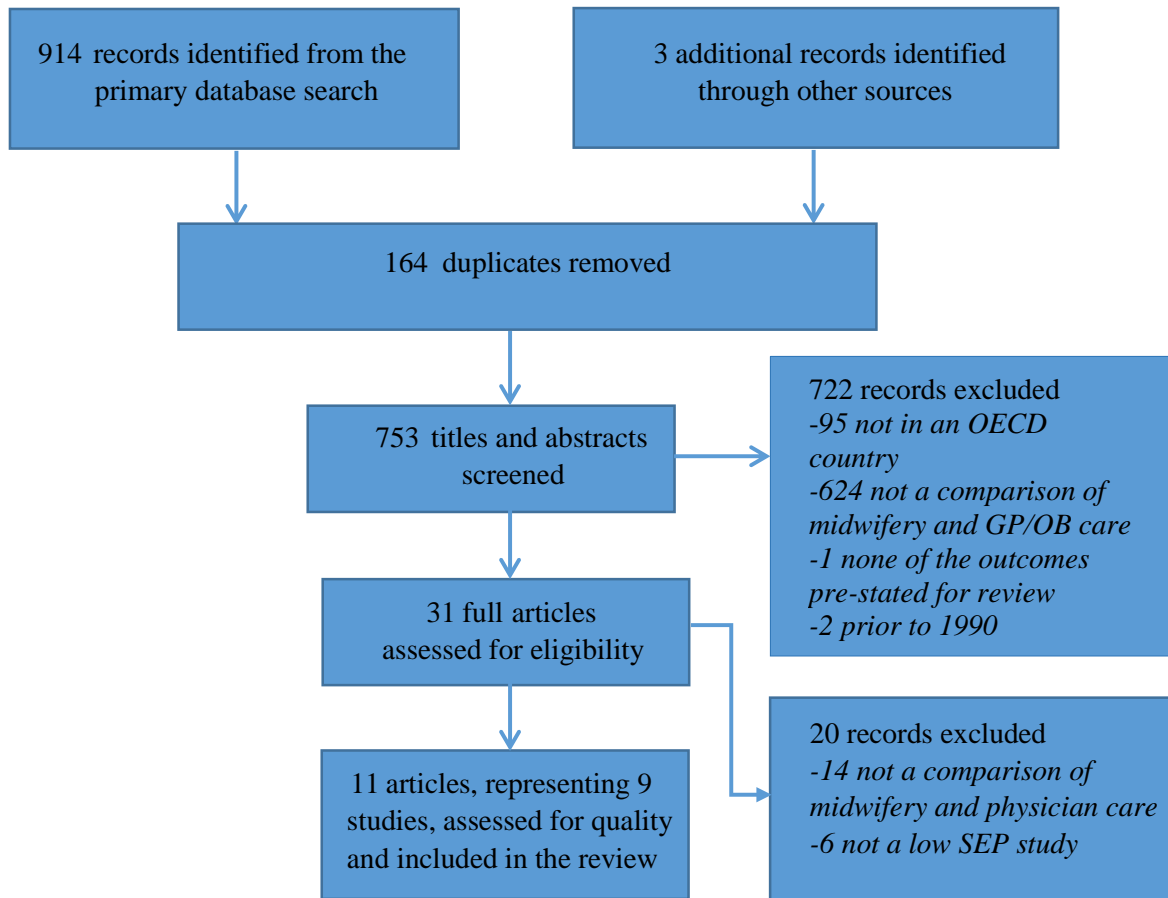 914 records identified from the
primary database search
3 additional records identified
through other sources
164 duplicates removed
753 titles and abstracts
screened
722 records excluded
-95 not in an OECD
country
-624 not a comparison of
midwifery and GP/OB care
-1 none of the outcomes
pre-stated for review
-2 prior to 1990
31 full articles
assessed for eligibility
20 records excluded
-14 not a comparison of
midwifery and physician care
-6 not a low SEP study
11 articles, representing 9
studies, assessed for quality
and included in the review